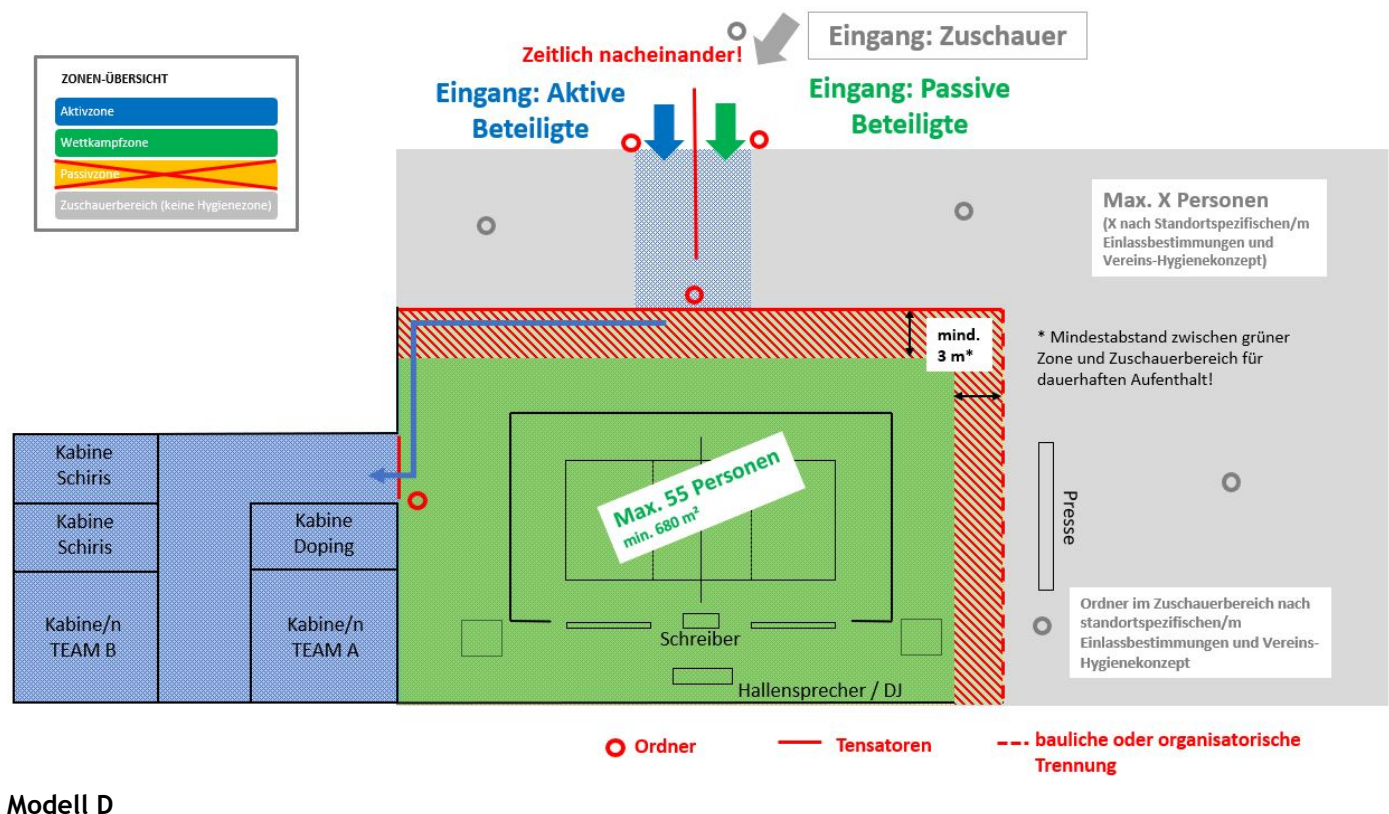 Eingang: Zuschauer
Zeitlich nacheinander!
ZONEN-ÜBERSICHT
Aktivzone
Wettkampfzone
Passivzone
Zuschauerbereich (keine Hygienezone)
Eingang: Aktive
Beteiligte
Eingang: Passive
Beteiligte
Max. X Personen
(X nach Standortspezifischen/m
Einlassbestimmungen und
Vereins-Hygienekonzept)
mind.
3 m*
* Mindestabstand zwischen grüner
Zone und Zuschauerbereich für
dauerhaften Aufenthalt!
Kabine
Schiris
Kabine
Schiris
Kabine
Doping
Kabine/n
TEAM B
Kabine/n
TEAM A
Max. 55 Personen
min. 680 m²
Schreiber
Hallensprecher / DJ
Presse
Ordner im Zuschauerbereich nach
standortspezifischen/m
Einlassbestimmungen und Vereins-
Hygienekonzept
Ordner
Tensatoren
bauliche oder organisatorische
Trennung
Modell D